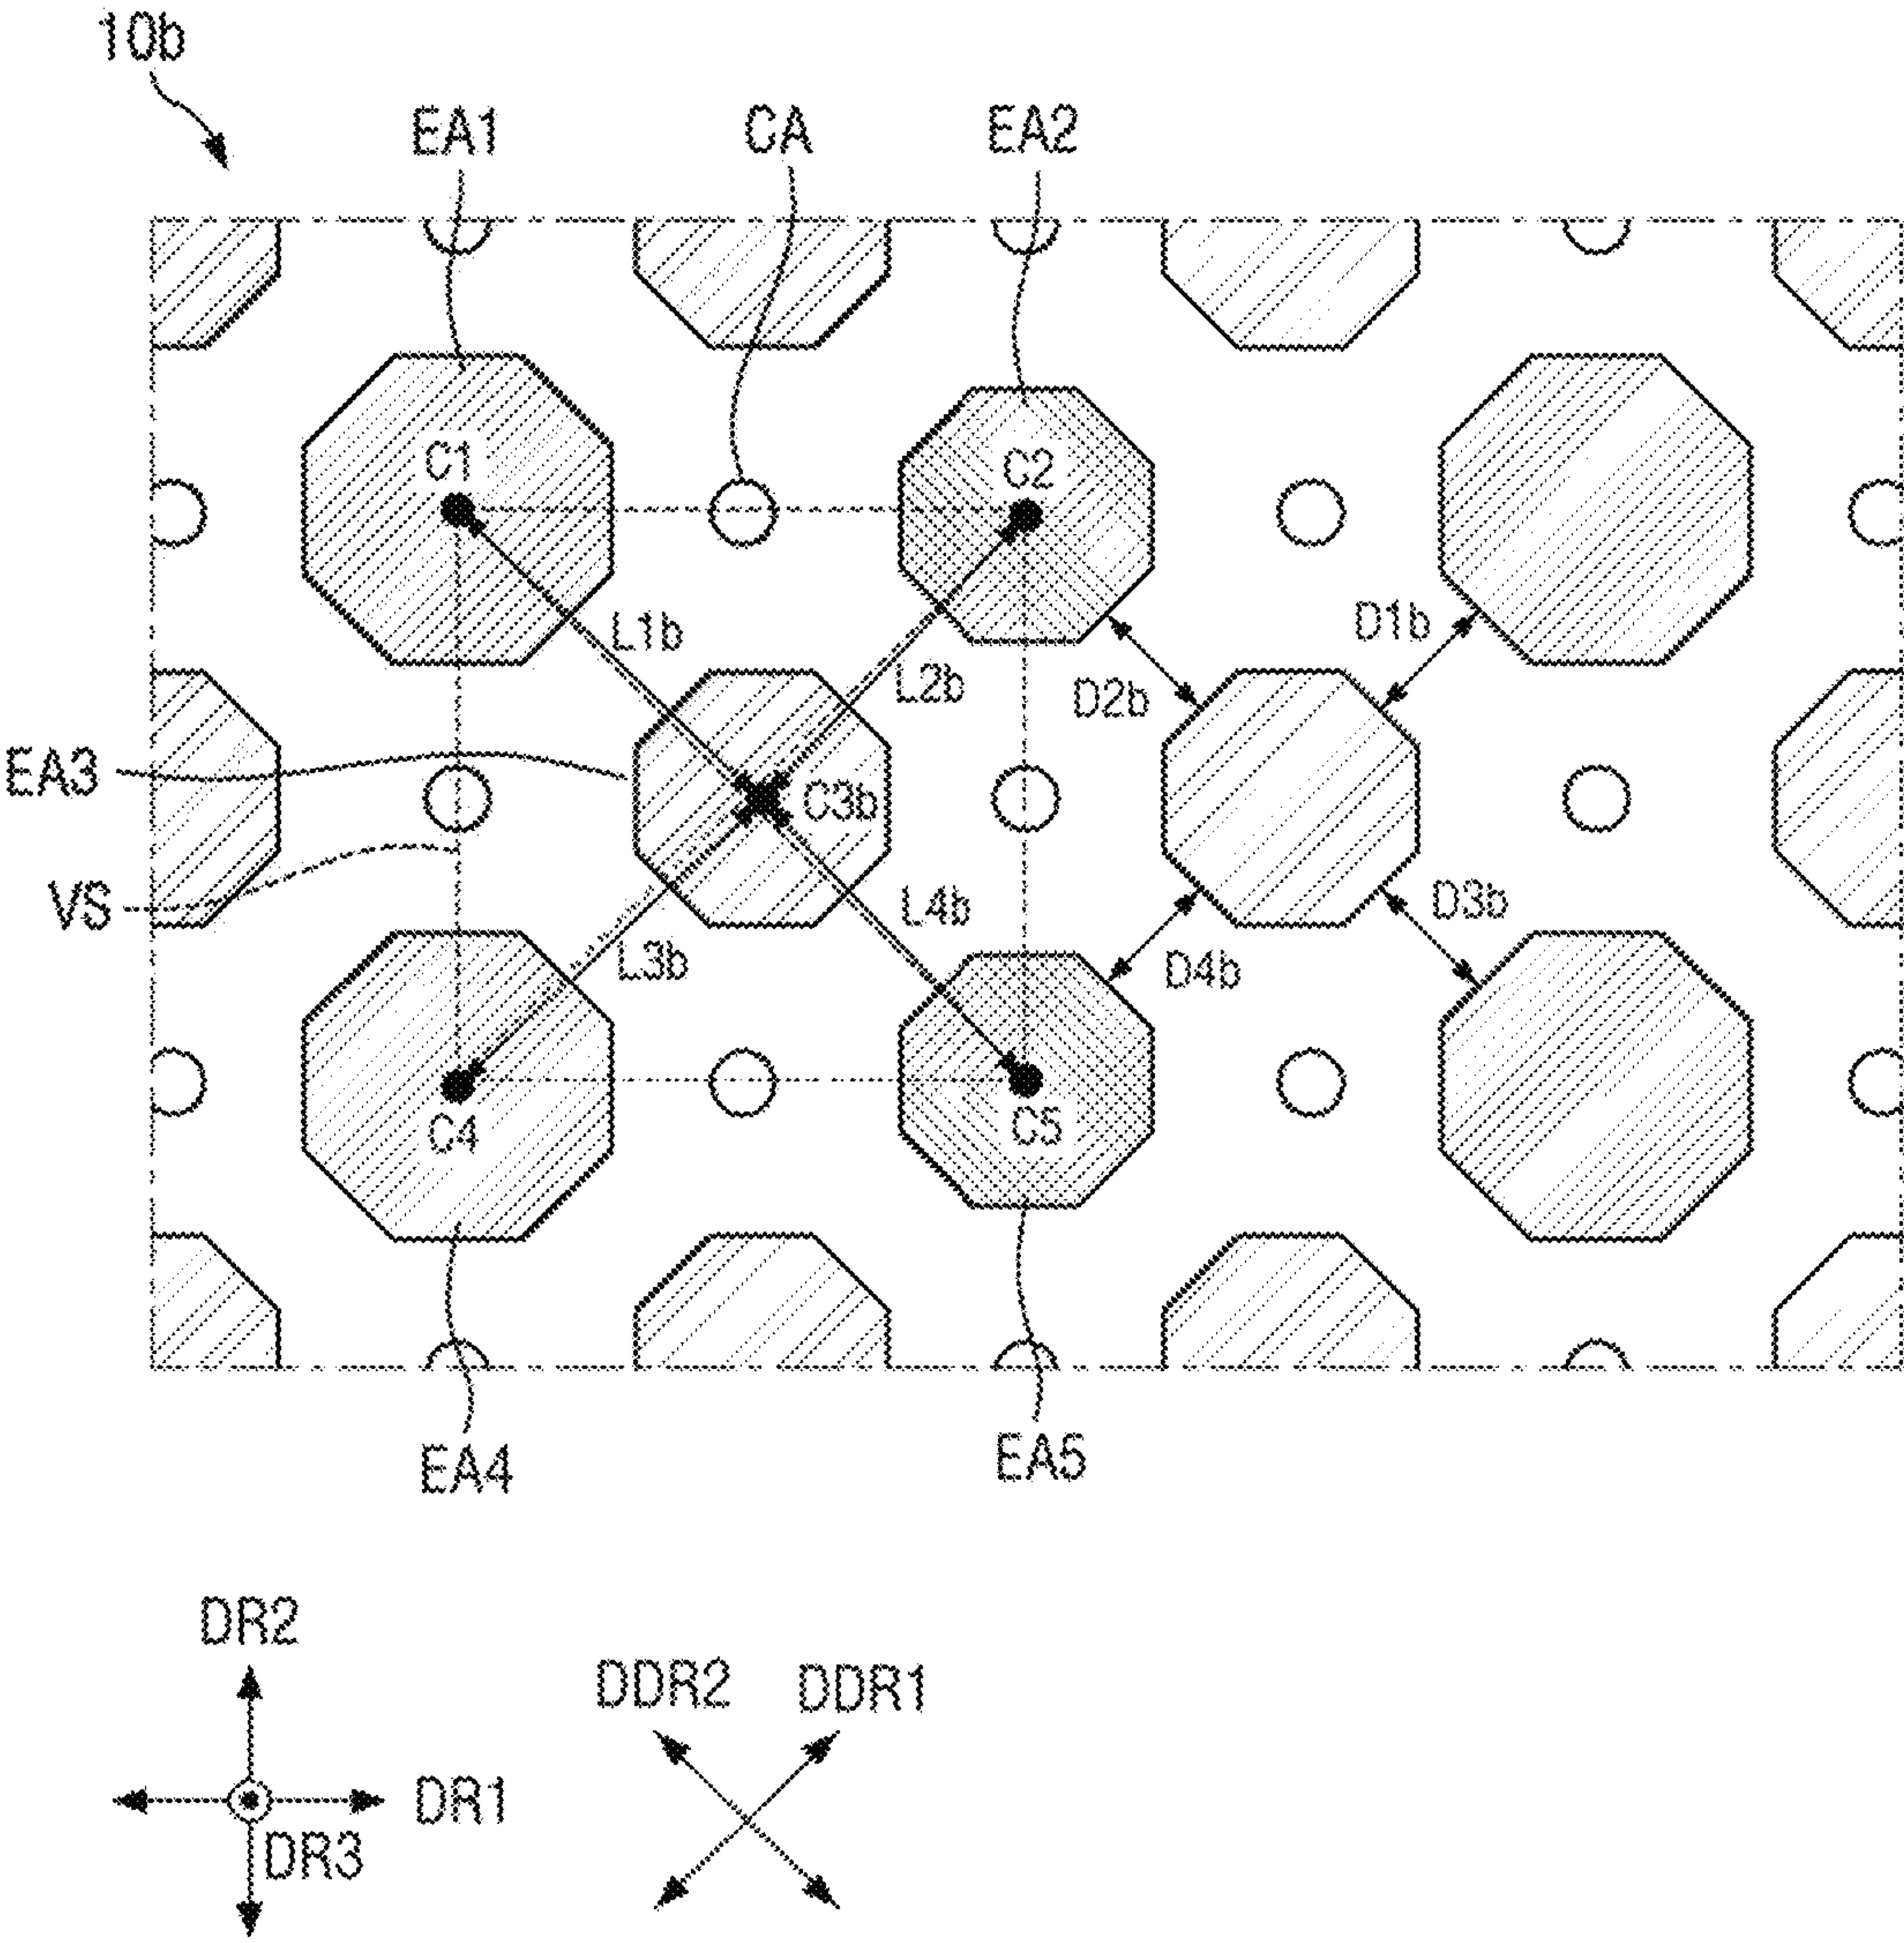 10b
EA1 CA EA2
C1 C2
L1b L2b D2b D1b
EA3 C3b
VS L3b L4b D4b D3b
C4 C5
EA4 EA5
DR2
DDR2 DDR1
DR1
DR3